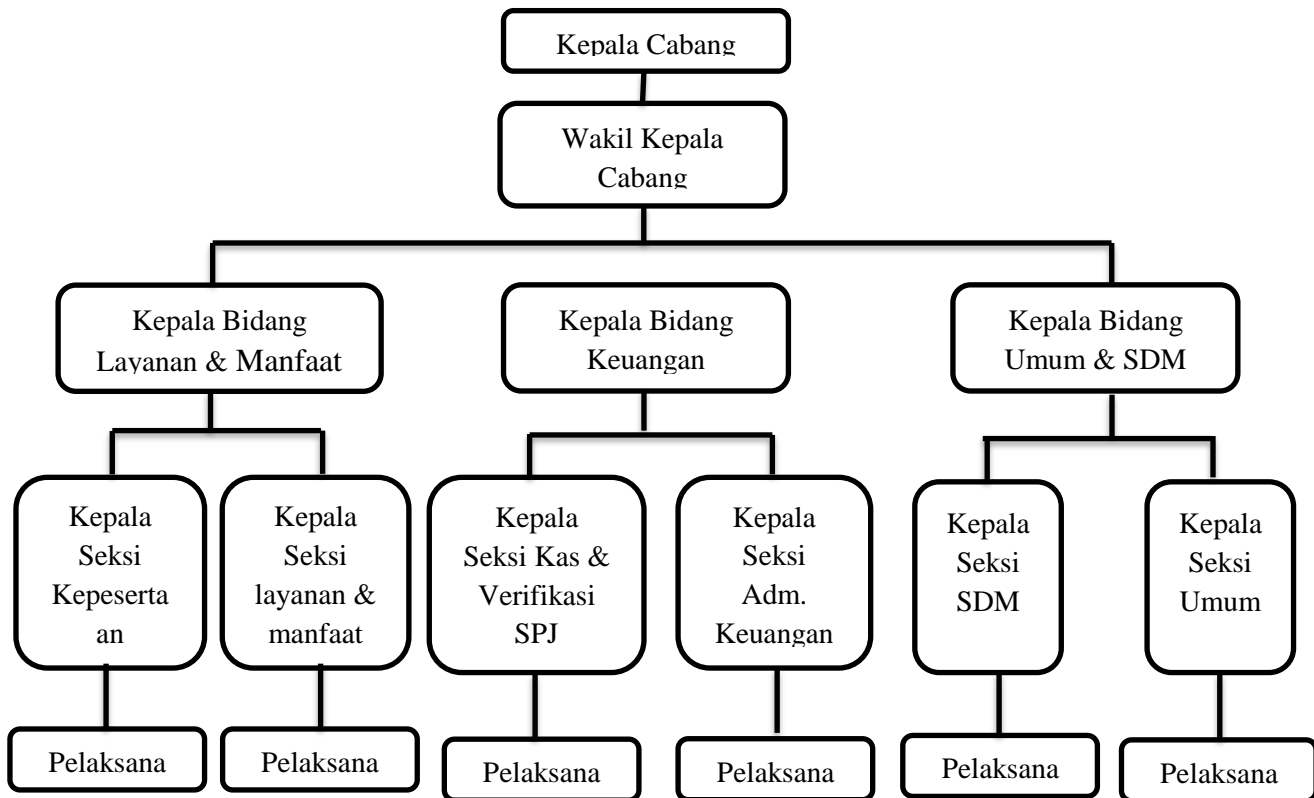 Kepala Cabang
Wakil Kepala
Cabang
Kepala Bidang
Layanan & Manfaat
Kepala Bidang
Keuangan
Kepala Bidang
Umum & SDM
Kepala
Seksi
Kepeserta
an
Kepala
Seksi
layanan &
manfaat
Kepala
Seksi Kas &
Verifikasi
SPJ
Kepala
Seksi
Adm.
Keuangan
Kepala
Seksi
SDM
Kepala
Seksi
Umum
Pelaksana
Pelaksana
Pelaksana
Pelaksana
Pelaksana
Pelaksana